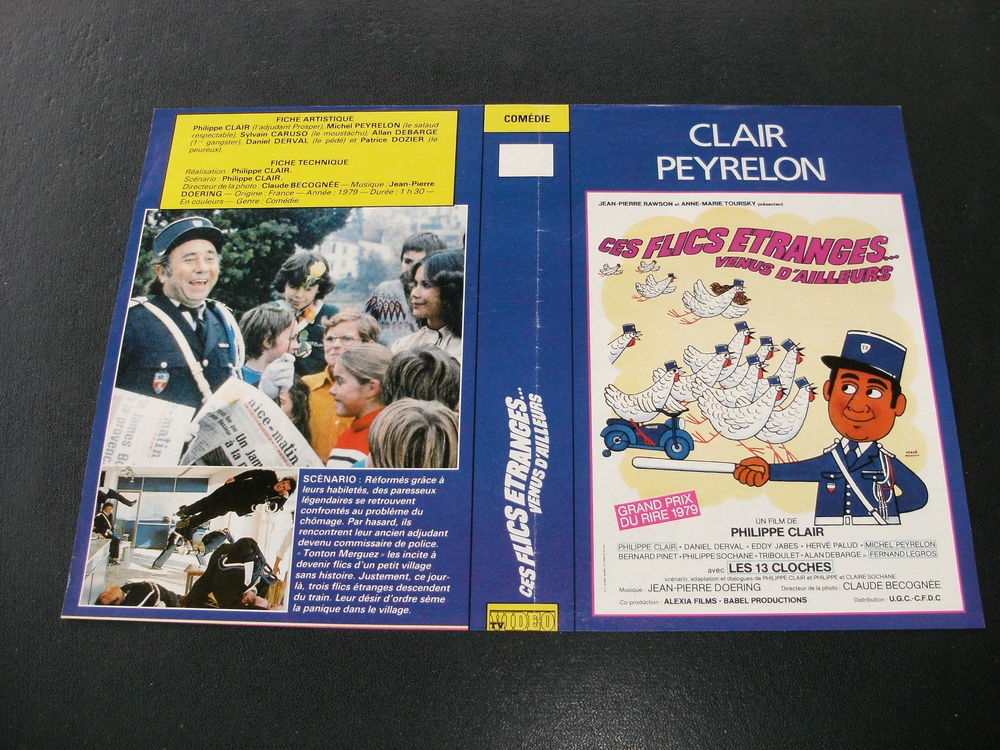 FICHE ARTISTIQUE
Philippe CLAIR (l'adjudant Prosper), Michel PEYRELON (le salaud
respectable), Sylvain CARUSO (le moustachu), Allan DEBARGE
(1er gangster), Daniel DERVAL (le pédé) et Patrice DOZIER (le
peureux).
FICHE TECHNIQUE
Réalisation : Philippe CLAIR.
Scénario : Philippe CLAIR.
Directeur de la photo : Claude BECOGNÉE — Musique : Jean-Pierre
DOERING — Origine : France — Année : 1979 — Durée : 1 h 30 —
En couleurs — Genre : Comédie.
nice-matin
Un jam
à la r
matin
SCÉNARIO : Réformés grâce à
leurs habiletés, des paresseux
légendaires se retrouvent
confrontés au problème du
chômage. Par hasard, ils
rencontrent leur ancien adjudant
devenu commissaire de police.
« Tonton Merguez » les incite à
devenir flics d'un petit village
sans histoire. Justement, ce jour-
là, trois flics étranges descendent
du train. Leur désir d'ordre sème
la panique dans le village.
COMÉDIE
CES FLICS ETRANGES...
VENUS D'AILLEURS
TV VIDEO
CLAIR
PEYRELON
JEAN-PIERRE RAWSON et ANNE-MARIE TOURSKY présentent
CES FLICS ETRANGES...
VENUS D'AILLEURS
POLICE
GRAND PRIX
DU RIRE 1979
UN FILM DE
PHILIPPE CLAIR
PHILIPPE CLAIR • DANIEL DERVAL • EDDY JABES • HERVÉ PALUD • MICHEL PEYRELON
BERNARD PINET • PHILIPPE SOCHANE • TRIBOULET • ALAN DEBARGE et FERNAND LEGROS
avec LES 13 CLOCHES
scénario, adaptation et dialogues de PHILIPPE CLAIR et PHILIPPE et CLAIRE SOCHANE
Musique : JEAN-PIERRE DOERING Directeur de la photo : CLAUDE BECOGNÉE
Co-production : ALEXIA FILMS - BABEL PRODUCTIONS Distribution : U.G.C.-C.F.D.C